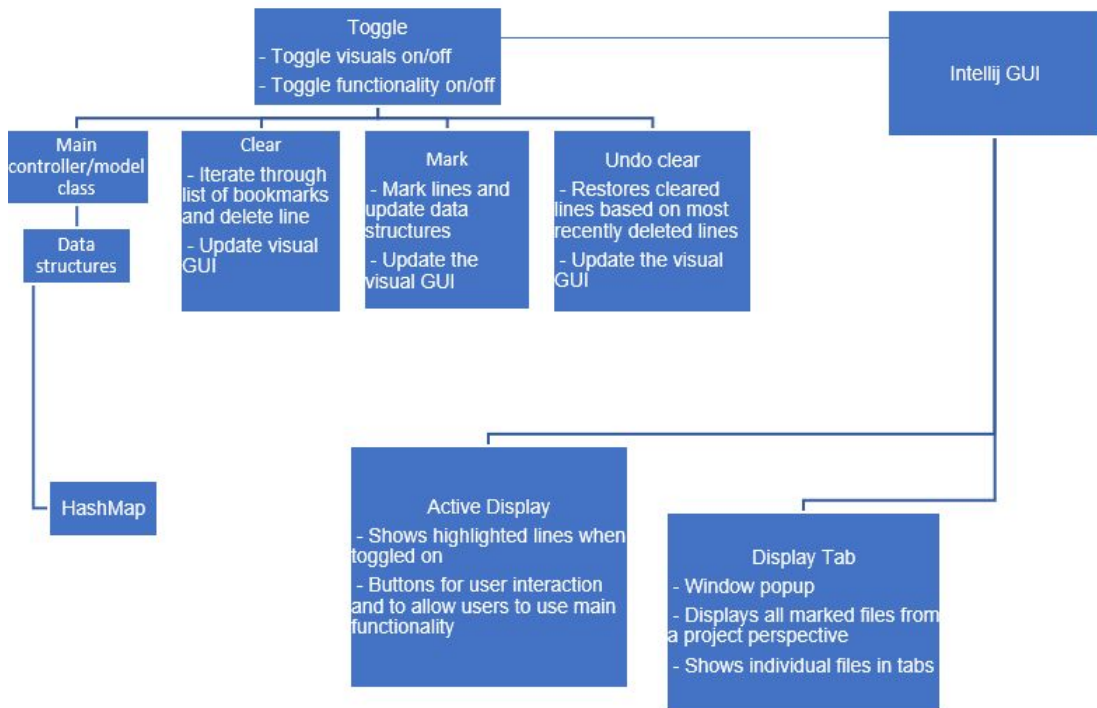 Toggle
- Toggle visuals on/off
- Toggle functionality on/off
Intellij GUI
Main
controller/model
class
Data
structures
HashMap
Clear
- Iterate through
list of bookmarks
and delete line
- Update visual
GUI
Mark
- Mark lines and
update data
structures
- Update the
visual GUI
Undo clear
- Restores cleared
lines based on most
recently deleted lines
- Update the visual
GUI
Active Display
- Shows highlighted lines when
toggled on
- Buttons for user interaction
and to allow users to use main
functionality
Display Tab
- Window popup
- Displays all marked files from
a project perspective
- Shows individual files in tabs